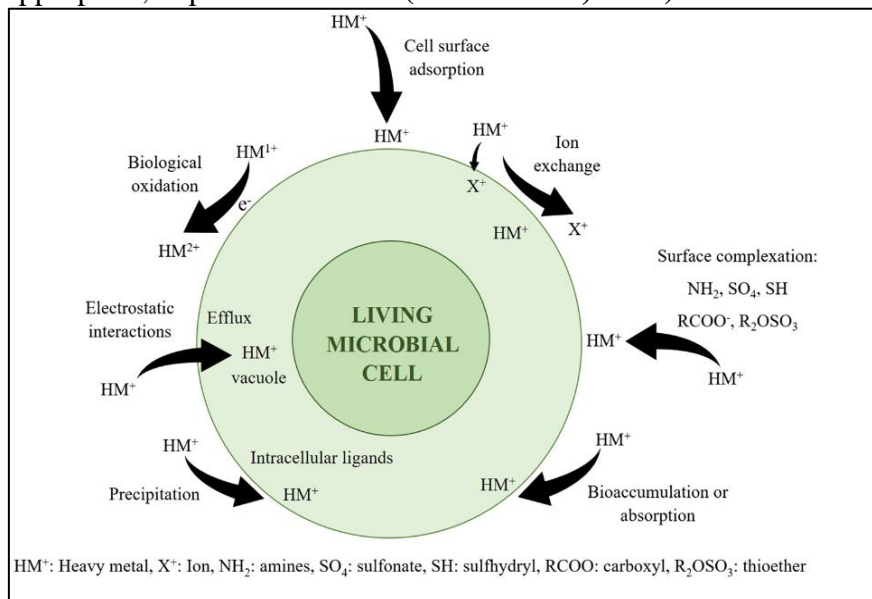 HM⁺
Cell surface
adsorption
HM⁺
HM⁺
Ion
exchange
X⁺
HM⁺
X⁺
HM¹⁺
Biological
oxidation
e⁻
HM²⁺
Surface complexation:
NH₂, SO₄, SH
RCOO⁻, R₂OSO₃
HM⁺
HM⁺
Electrostatic
interactions
Efflux
HM⁺
vacuole
HM⁺
LIVING
MICROBIAL
CELL
HM⁺
Intracellular ligands
Precipitation
HM⁺
HM⁺
HM⁺
Bioaccumulation or
absorption
HM⁺: Heavy metal, X⁺: Ion, NH₂: amines, SO₄: sulfonate, SH: sulfhydryl, RCOO: carboxyl, R₂OSO₃: thioether